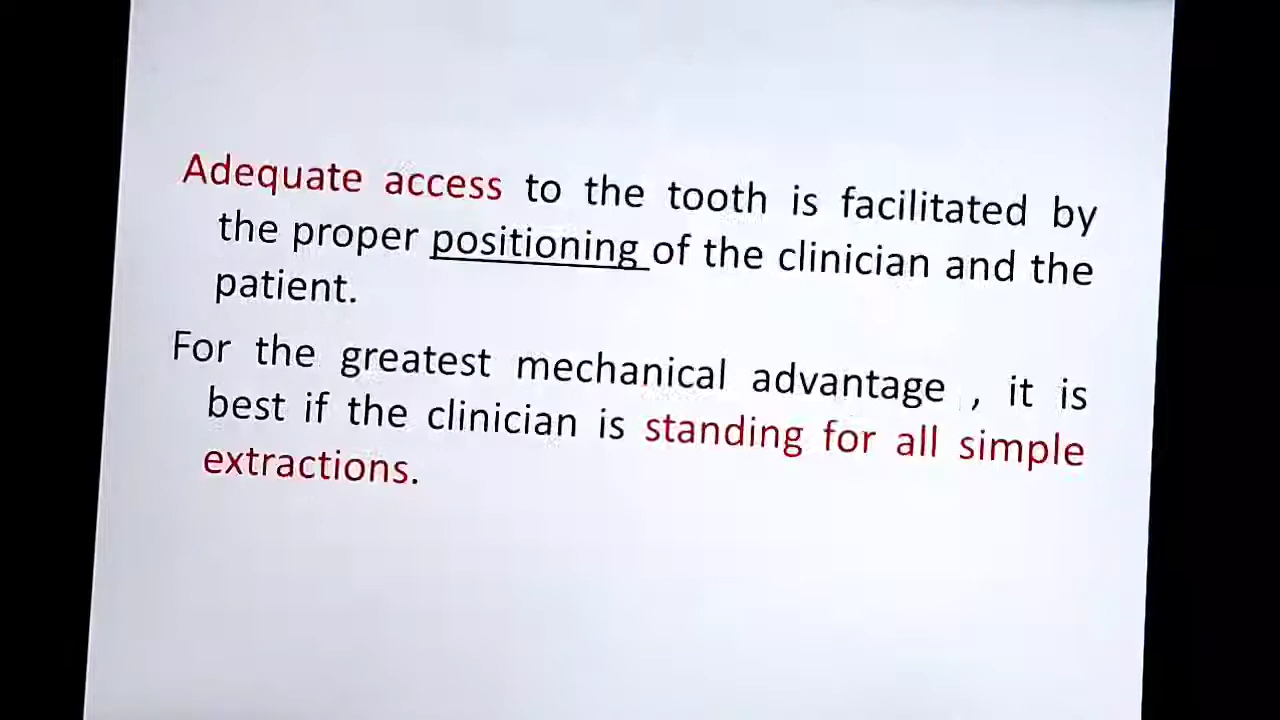 Adequate access to the tooth is facilitated by
the proper positioning of the clinician and the
patient.
For the greatest mechanical advantage , it is
best if the clinician is standing for all simple
extractions.